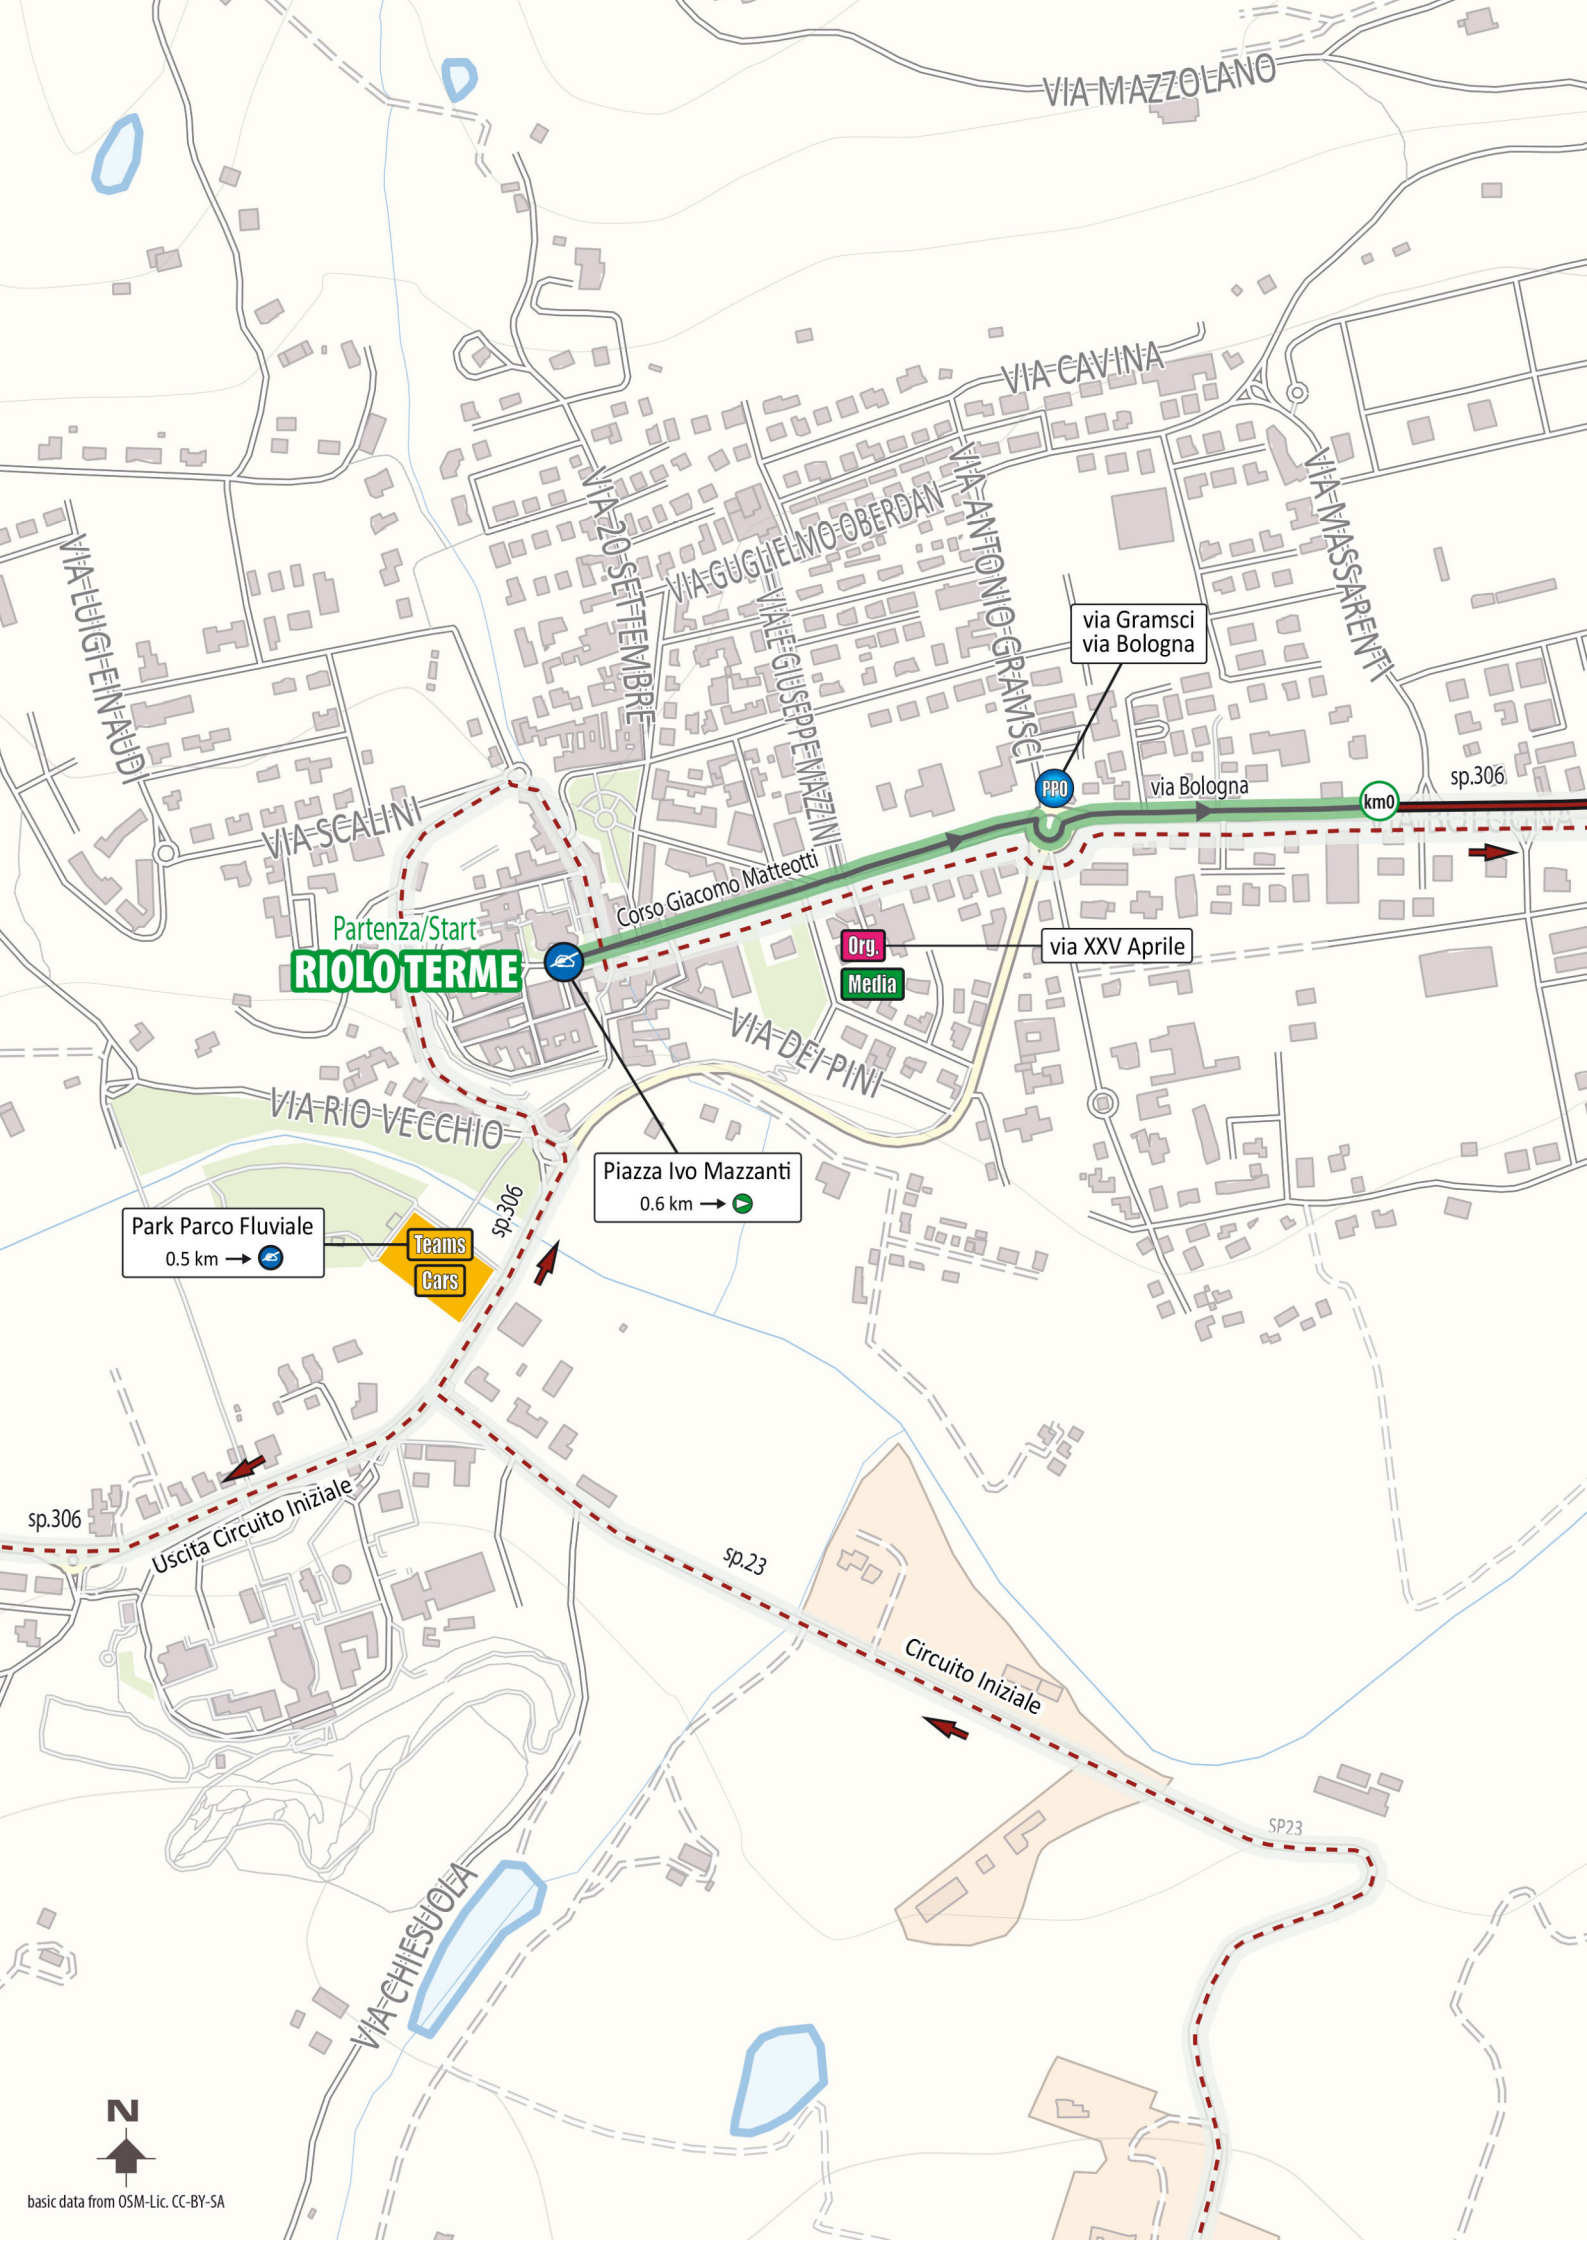 VIA MAZZOLANO
VIA CAVINA
VIA 20 SETTEMBRE
VIA GUGLIELMO OBERDAN
VIA ANTONIO GRAMSCI
VIA MASSARENTI
VIA LUIGI EINAUDI
VIALE GIUSEPPE MAZZINI
via Gramsci
via Bologna
PPO
via Bologna
km0
sp.306
VIA BOLOGNA
VIA SCALINI
Corso Giacomo Matteotti
Partenza/Start
RIOLO TERME
Org.
via XXV Aprile
Media
VIA DEI PINI
VIA RIO VECCHIO
Piazza Ivo Mazzanti
0.6 km
sp.306
Park Parco Fluviale
0.5 km
Teams
Cars
sp.306
Uscita Circuito Iniziale
sp.23
Circuito Iniziale
SP23
VIA CHIESUOLA
N
basic data from OSM-Lic. CC-BY-SA